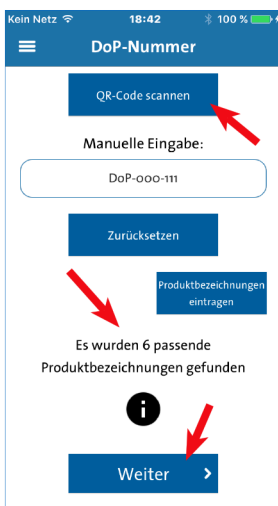 Kein Netz 18:42 100 %
DoP-Nummer
QR-Code scannen
Manuelle Eingabe:
DoP-000-111
Zurücksetzen
Produktbezeichnungen
eintragen
Es wurden 6 passende
Produktbezeichnungen gefunden
i
Weiter